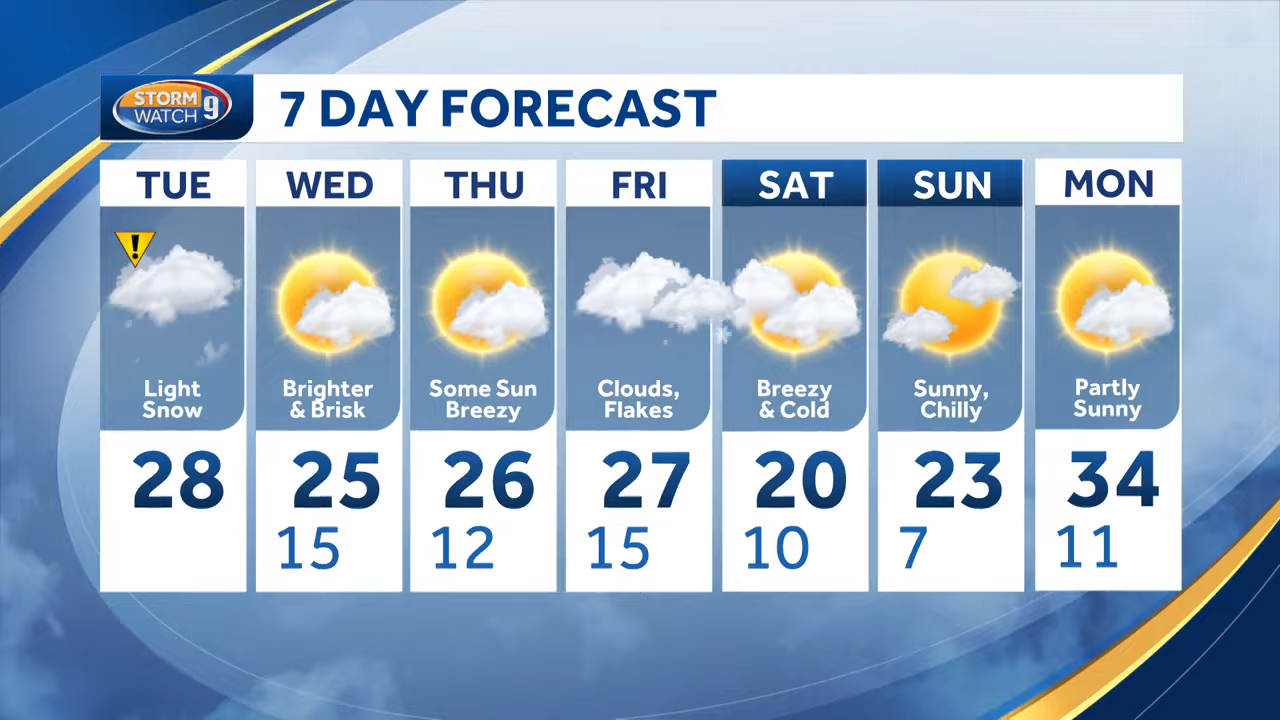 STORM
WATCH 9
7 DAY FORECAST
TUE
!
Light
Snow
28
WED
Brighter
& Brisk
25
15
THU
Some Sun
Breezy
26
12
FRI
Clouds,
Flakes
27
15
SAT
Breezy
& Cold
20
10
SUN
Sunny,
Chilly
23
7
MON
Partly
Sunny
34
11